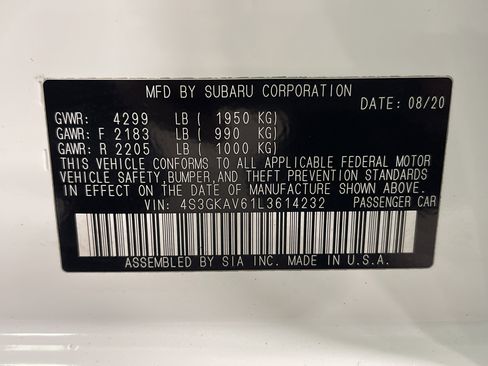 MFD BY SUBARU CORPORATION
DATE: 08/20
GVWR: 4299 LB ( 1950 KG)
GAWR: F 2183 LB ( 990 KG)
GAWR: R 2205 LB ( 1000 KG)
THIS VEHICLE CONFORMS TO ALL APPLICABLE FEDERAL MOTOR
VEHICLE SAFETY, BUMPER, AND THEFT PREVENTION STANDARDS
IN EFFECT ON THE DATE OF MANUFACTURE SHOWN ABOVE.
VIN: 4S3GKAV61L3614232 PASSENGER CAR
ASSEMBLED BY SIA IN U.S.A.